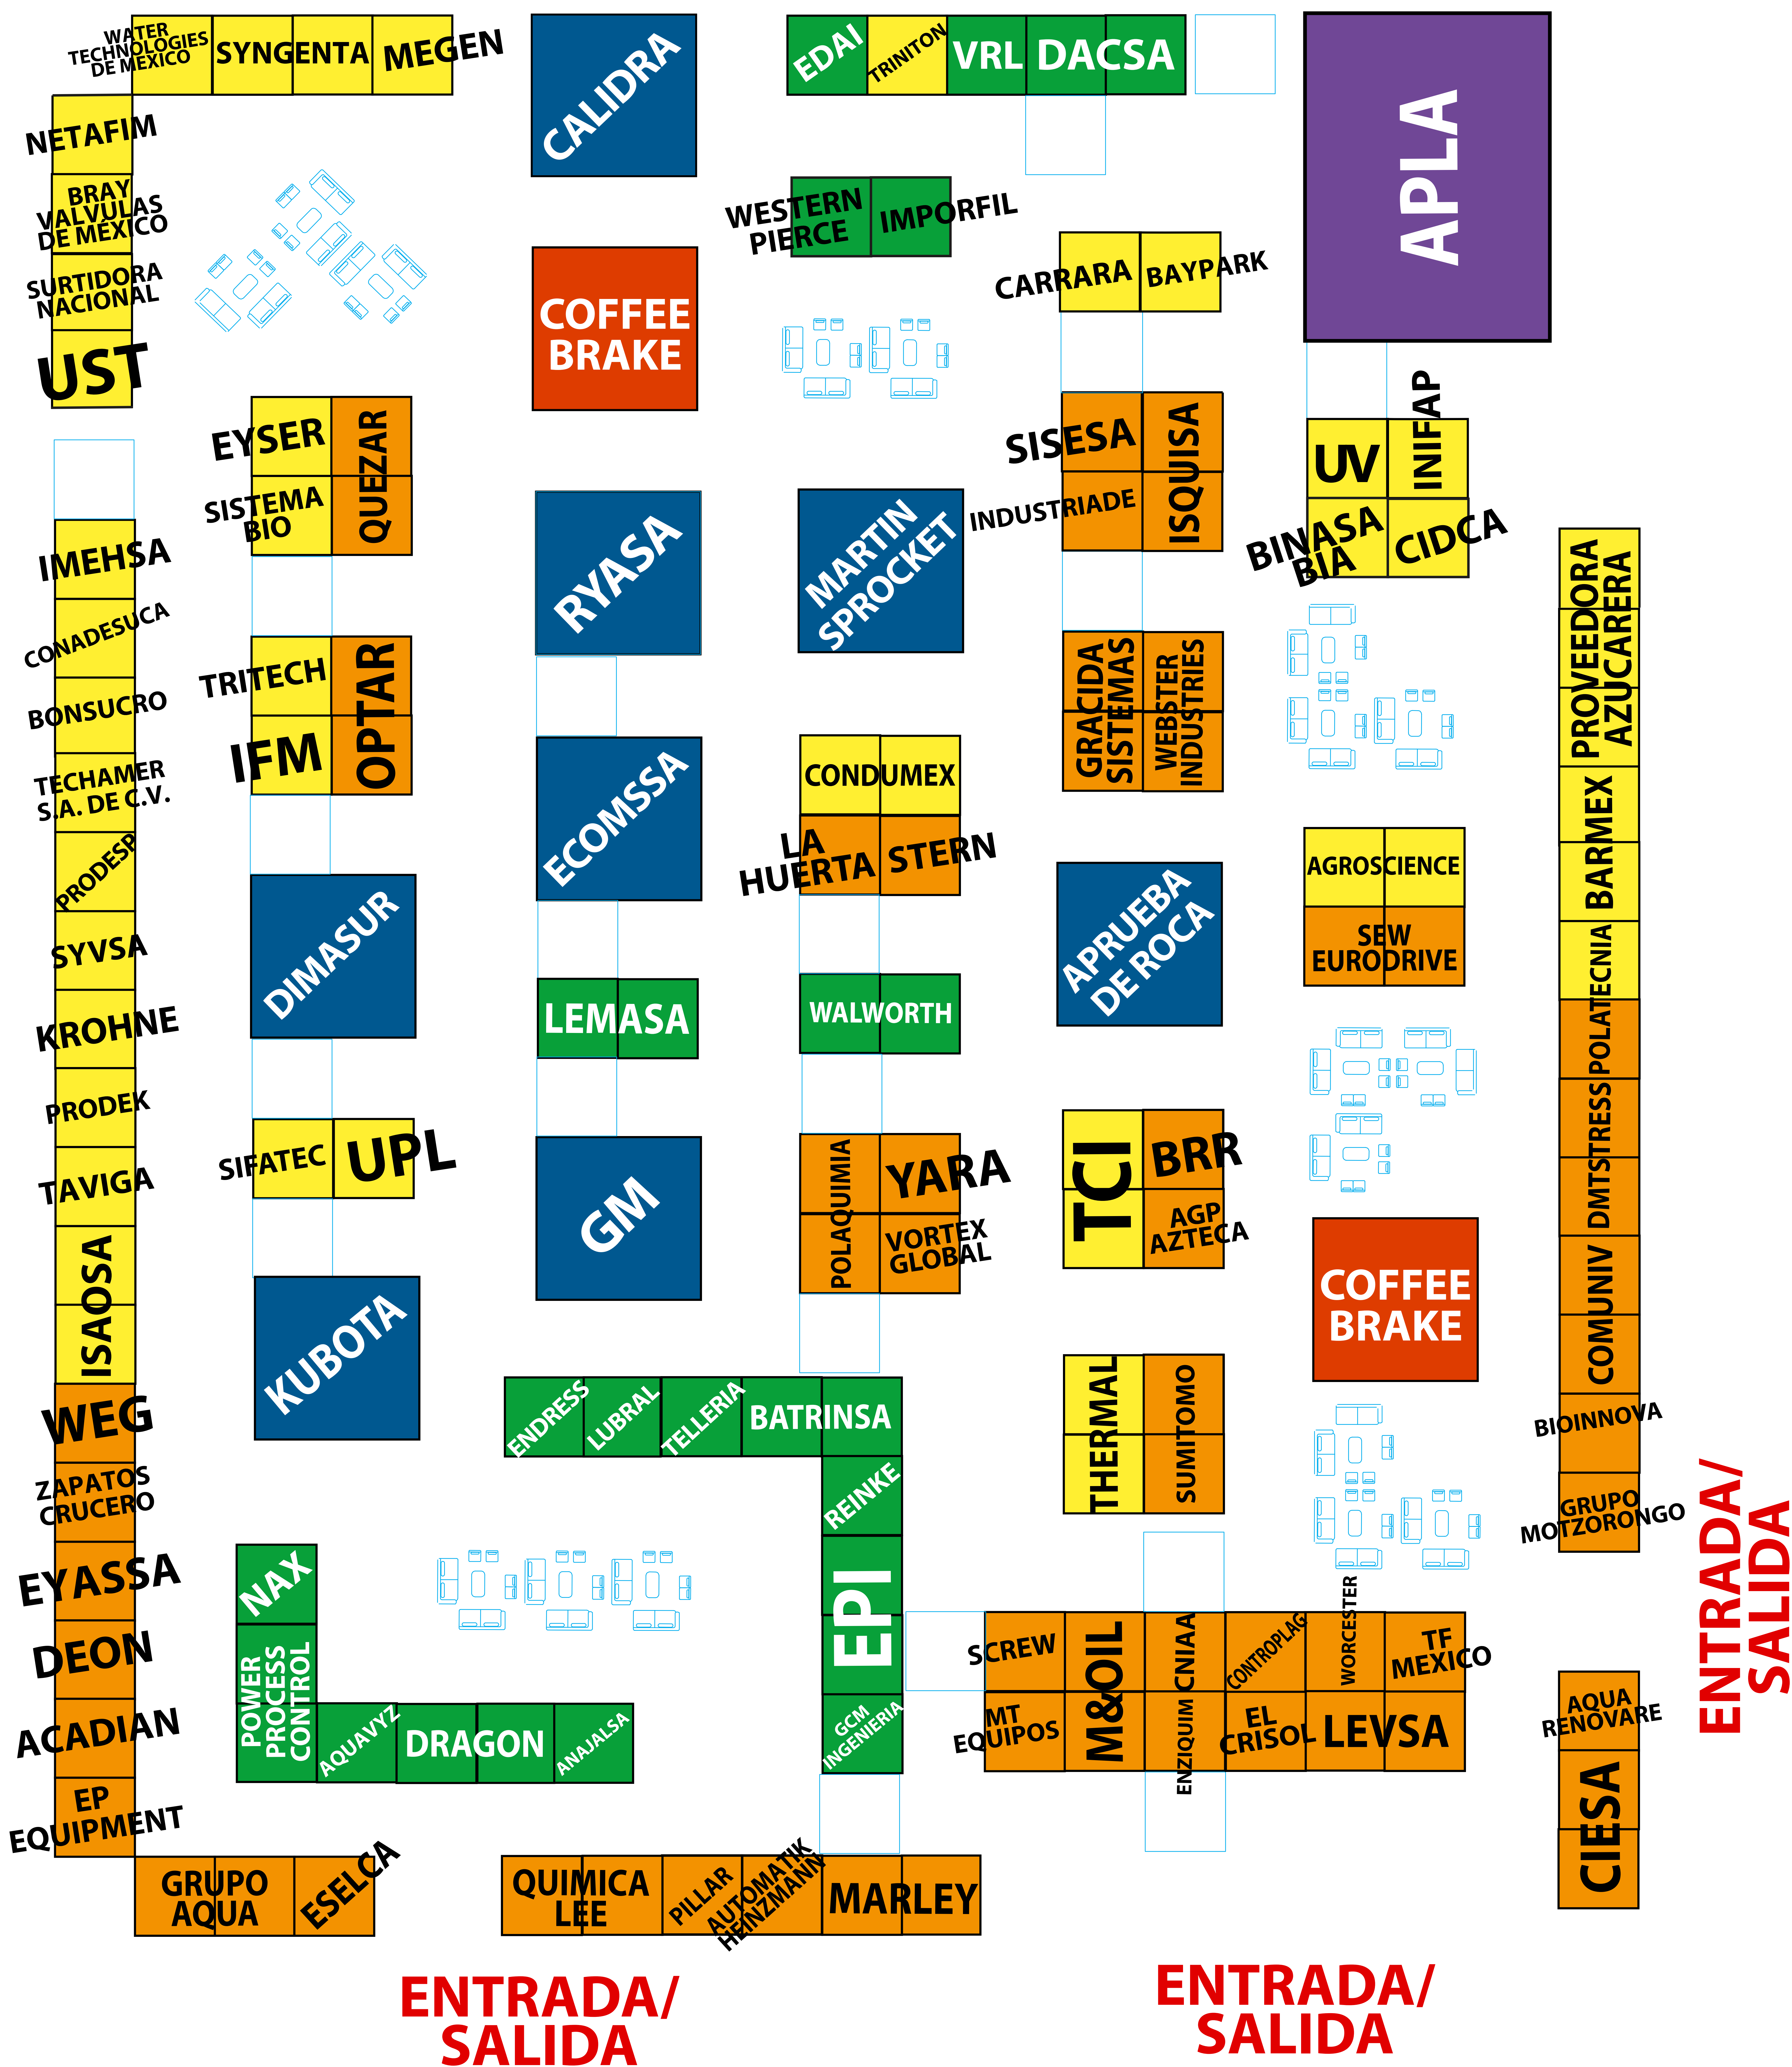 WATER
TECHNOLOGIES
DE MEXICO
SYNGENTA
MEGEN
CALIDRA
EDAI
TRINITON
VRL
DACSA
APLA
NETAFIM
BRAY
VALVULAS
DE MÉXICO
SURTIDORA
NACIONAL
UST
WESTERN
PIERCE
IMPORFIL
COFFEE
BRAKE
CARRARA
BAYPARK
EYSER
QUEZAR
SISTEMA
BIO
RYASA
MARTIN
SPROCKET
SISESA
ISQUISA
INDUSTRIADE
UV
INIFAP
BINASA
BIA
CIDCA
IMEHSA
CONADESUCA
BONSUCRO
TECHAMER
S.A. DE C.V.
PRODESP
SYVSA
KROHNE
PRODEK
TAVIGA
ISAOSA
WEG
ZAPATOS
CRUCERO
EYASSA
DEON
ACADIAN
EP
EQUIPMENT
TRITECH
OPTAR
IFM
DIMASUR
SIFATEC
UPL
KUBOTA
ECOMSSA
LEMASA
GM
CONDUMEX
LA
HUERTA
STERN
WALWORTH
POLAQUIMIA
YARA
VORTEX
GLOBAL
GRACIDA
SISTEMAS
WEBSTER
INDUSTRIES
APRUEBA
DE ROCA
TCI
BRR
AGP
AZTECA
THERMAL
SUMITOMO
AGROSCIENCE
SEW
EURODRIVE
COFFEE
BRAKE
PROVEEDORA
AZUCARERA
BARMEX
BARMEX
POLATECNIA
DMTSTRESS
COMUNIV
BIOINNOVA
GRUPO
MOTZORONGO
ENTRADA/
SALIDA
ENDRESS
LUBRAL
TELLERIA
BATRINSA
REINKE
EPI
GCM
INGENIERIA
NAX
POWER
PROCESS
CONTROL
AQUAVYZ
DRAGON
ANAJALSA
SCREW
M&OIL
CNIAA
CONTROPLAG
WORCESTER
TF
MEXICO
MT
EQUIPOS
ENZIQUIM
EL
CRISOL
LEVSA
AQUA
RENOVARE
CIESA
GRUPO
AQUA
ESELCA
QUIMICA
LEE
PILLAR
AUTOMATIK
HEINZMANN
MARLEY
ENTRADA/
SALIDA
ENTRADA/
SALIDA